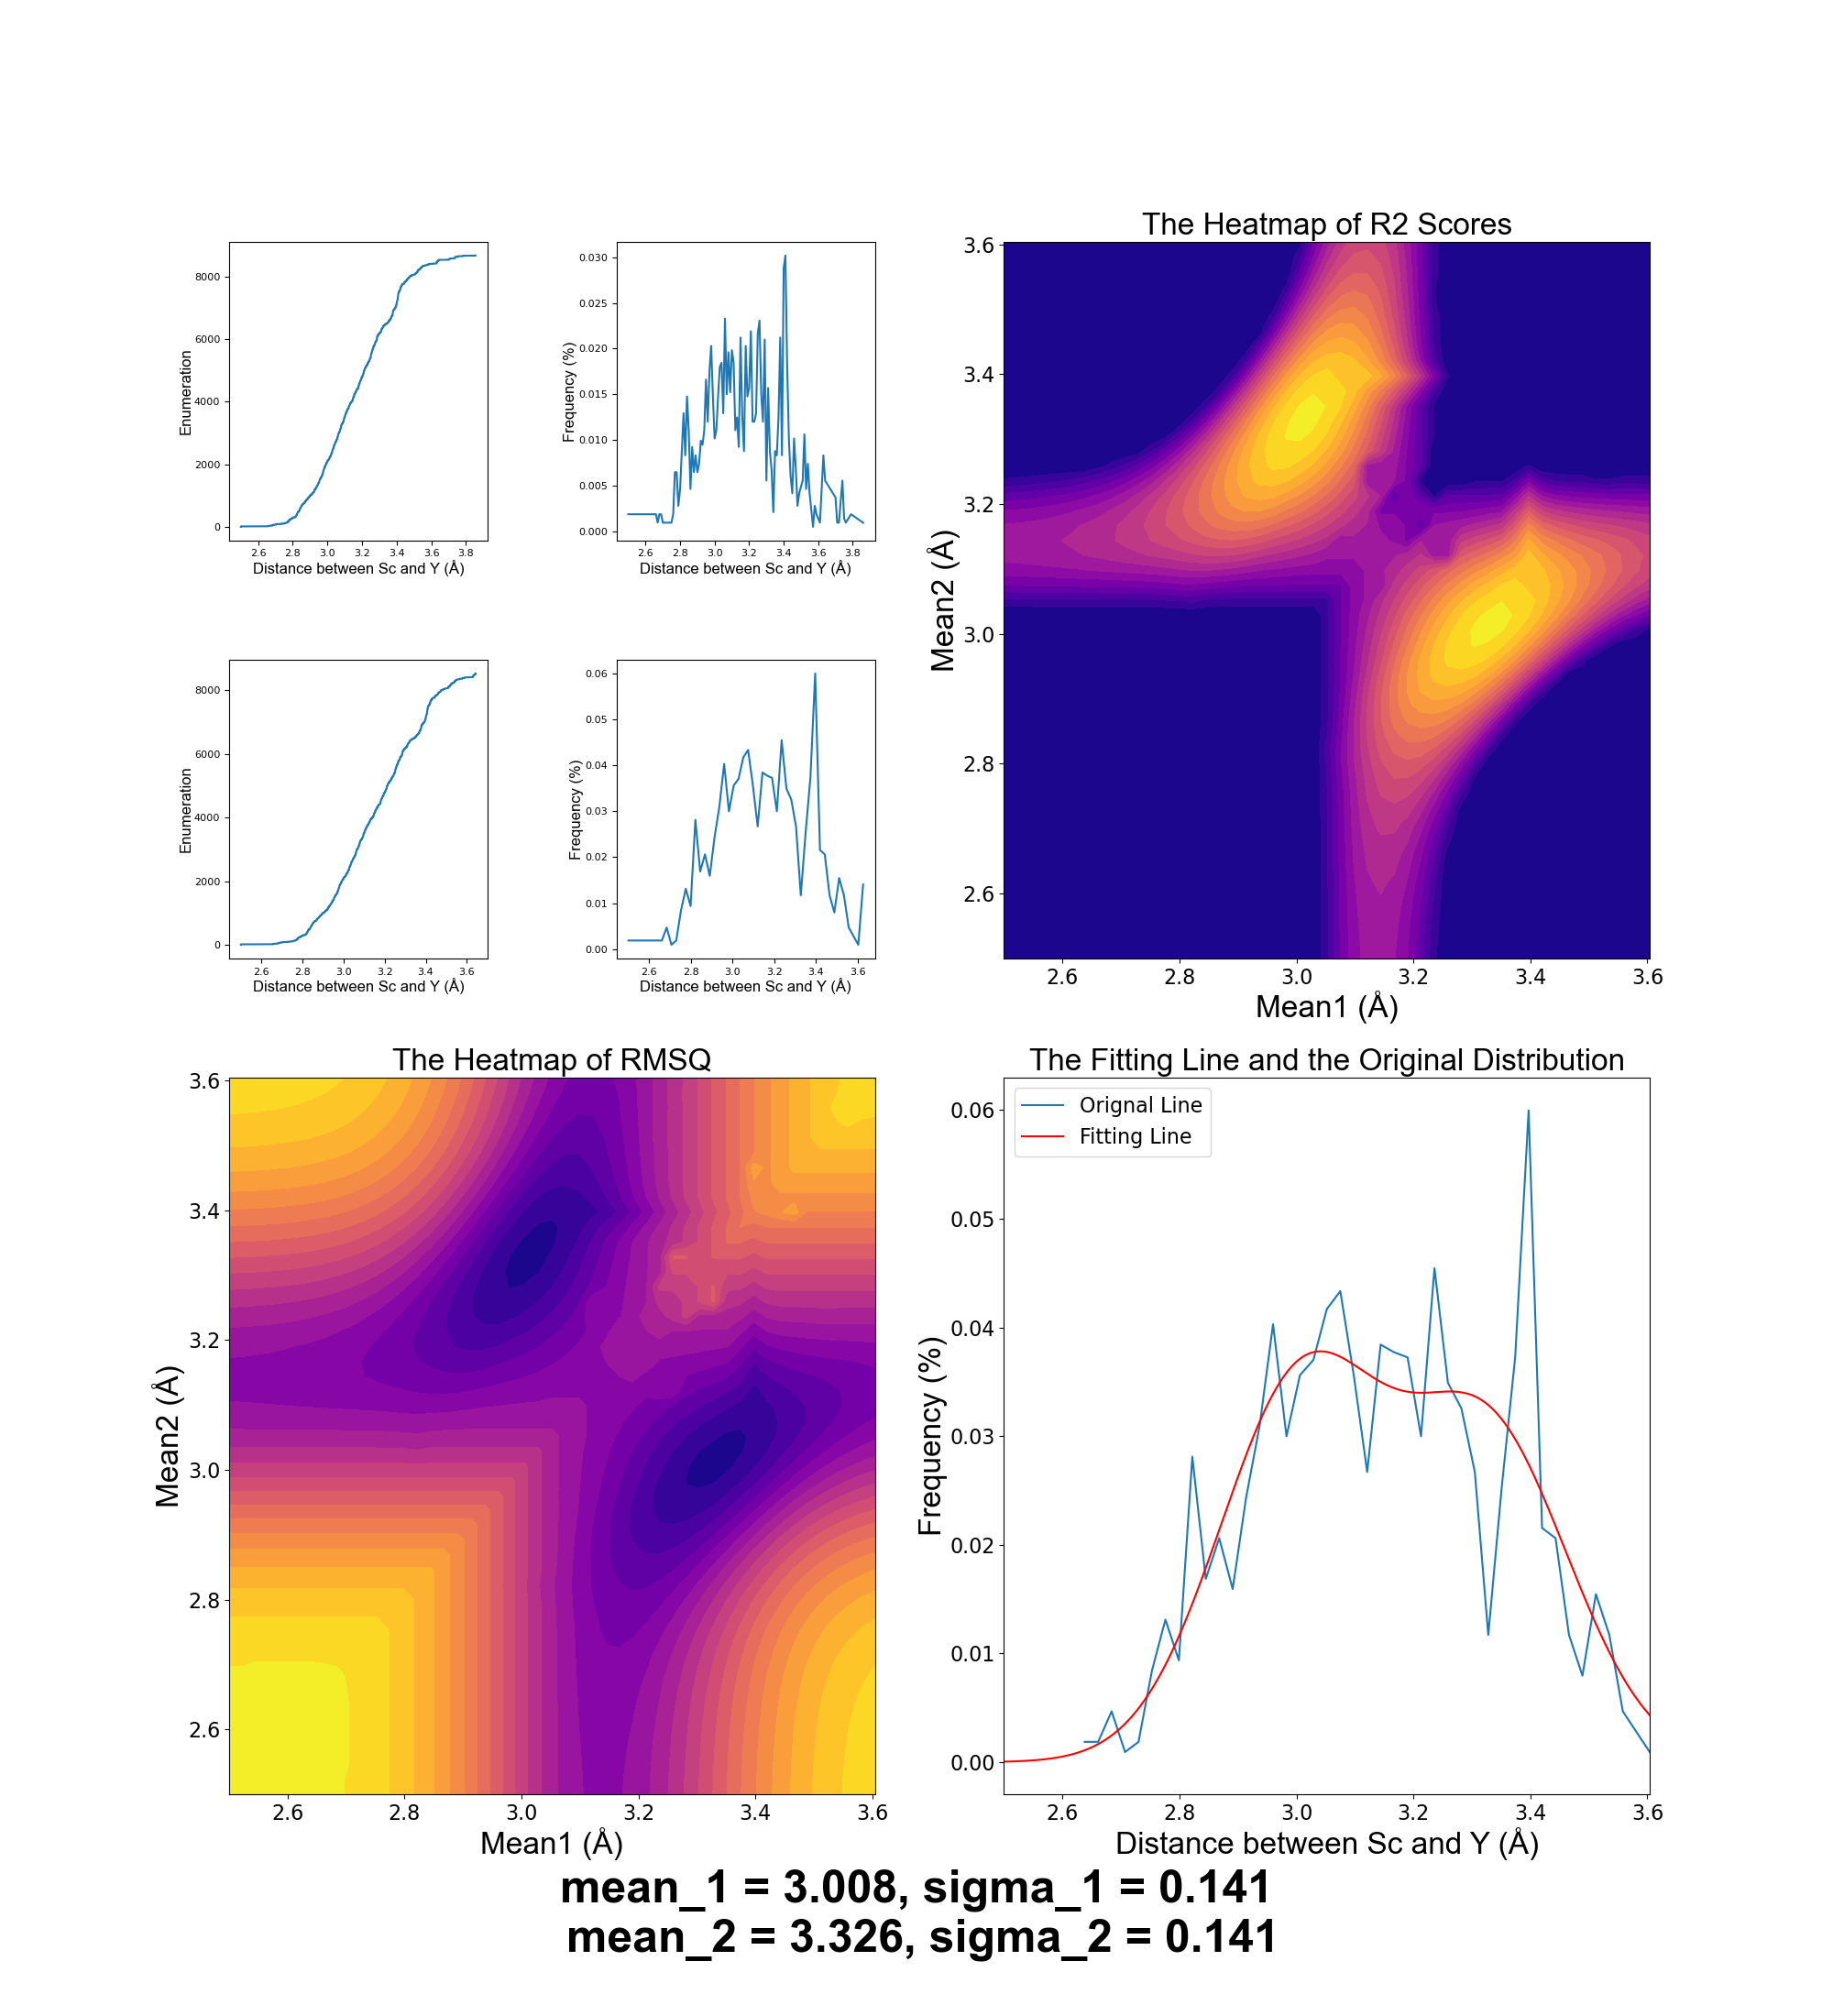 The Heatmap of R2 Scores
8000
6000
4000
2000
0
Enumeration
2.6 2.8 3.0 3.2 3.4 3.6 3.8
Distance between Sc and Y (Å)
0.030
0.025
0.020
0.015
0.010
0.005
0.000
Frequency (%)
2.6 2.8 3.0 3.2 3.4 3.6 3.8
Distance between Sc and Y (Å)
8000
6000
4000
2000
0
Enumeration
2.6 2.8 3.0 3.2 3.4 3.6
Distance between Sc and Y (Å)
0.06
0.05
0.04
0.03
0.02
0.01
0.00
Frequency (%)
2.6 2.8 3.0 3.2 3.4 3.6
Distance between Sc and Y (Å)
3.6
3.4
3.2
3.0
2.8
2.6
Mean2 (Å)
2.6 2.8 3.0 3.2 3.4 3.6
Mean1 (Å)
The Heatmap of RMSQ
3.6
3.4
3.2
3.0
2.8
2.6
Mean2 (Å)
2.6 2.8 3.0 3.2 3.4 3.6
Mean1 (Å)
The Fitting Line and the Original Distribution
Orignal Line
Fitting Line
0.06
0.05
0.04
0.03
0.02
0.01
0.00
Frequency (%)
2.6 2.8 3.0 3.2 3.4 3.6
Distance between Sc and Y (Å)
mean_1 = 3.008, sigma_1 = 0.141
mean_2 = 3.326, sigma_2 = 0.141